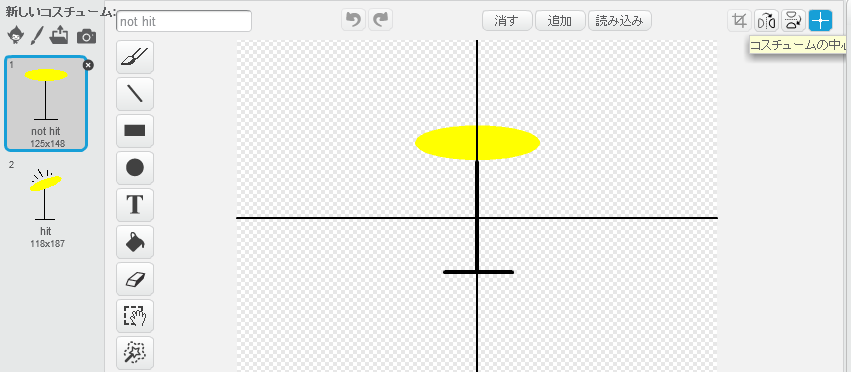 新しいコスチューム:
not hit
消す 追加 読み込み
コスチュームの中心
1
not hit
125x148
2
hit
118x187
T